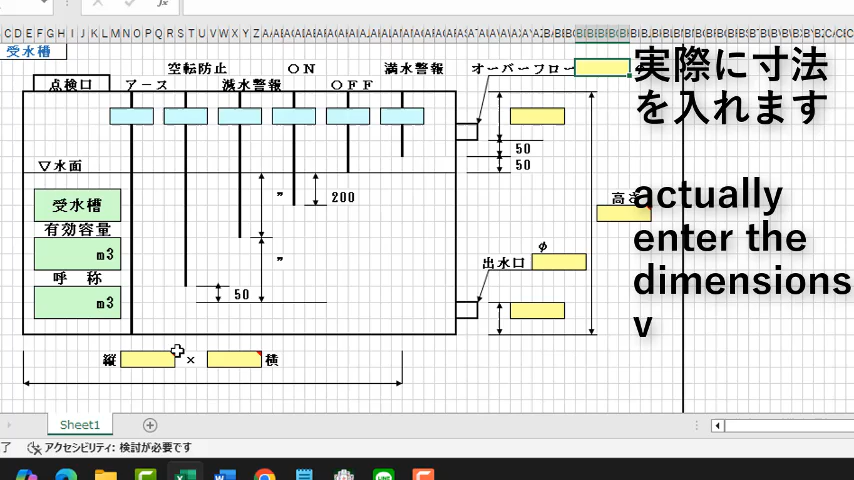 受水槽
点検口
アース
空転防止
減水警報
ON
OFF
満水警報
オーバーフロー
実際に寸法
を入れます
▽水面
50
50
200
〃
〃
受水槽
有効容量
m3
呼 称
m3
50
高さ
φ
出水口
縦
×
横
actually
enter the
dimensions
v
Sheet1
アクセシビリティ: 検討が必要です